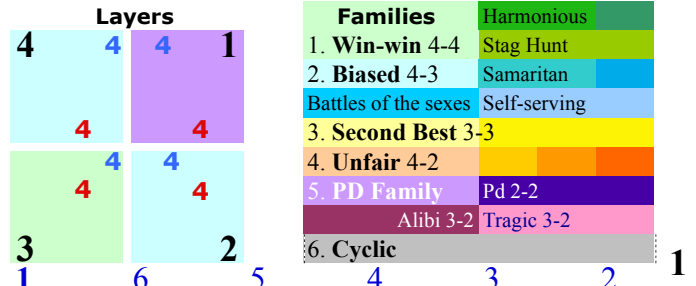 Layers
4 4 4 1
4 4
4 4
4 4
3 2
Families Harmonious
1. Win-win 4-4 Stag Hunt
2. Biased 4-3 Samaritan
Battles of the sexes Self-serving
3. Second Best 3-3
4. Unfair 4-2
5. PD Family Pd 2-2
Alibi 3-2 Tragic 3-2
6. Cyclic
1 6 5 4 3 2 1